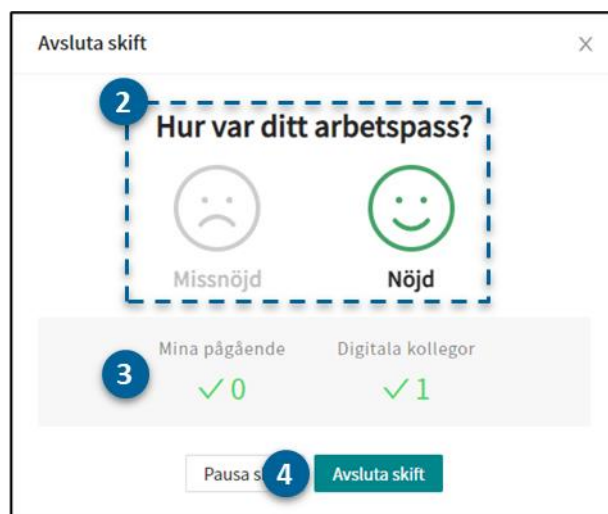 Avsluta skift
2
Hur var ditt arbetspass?
Missnöjd Nöjd
Mina pågående Digitala kollegor
3
0 1
Pausa s 4 Avsluta skift